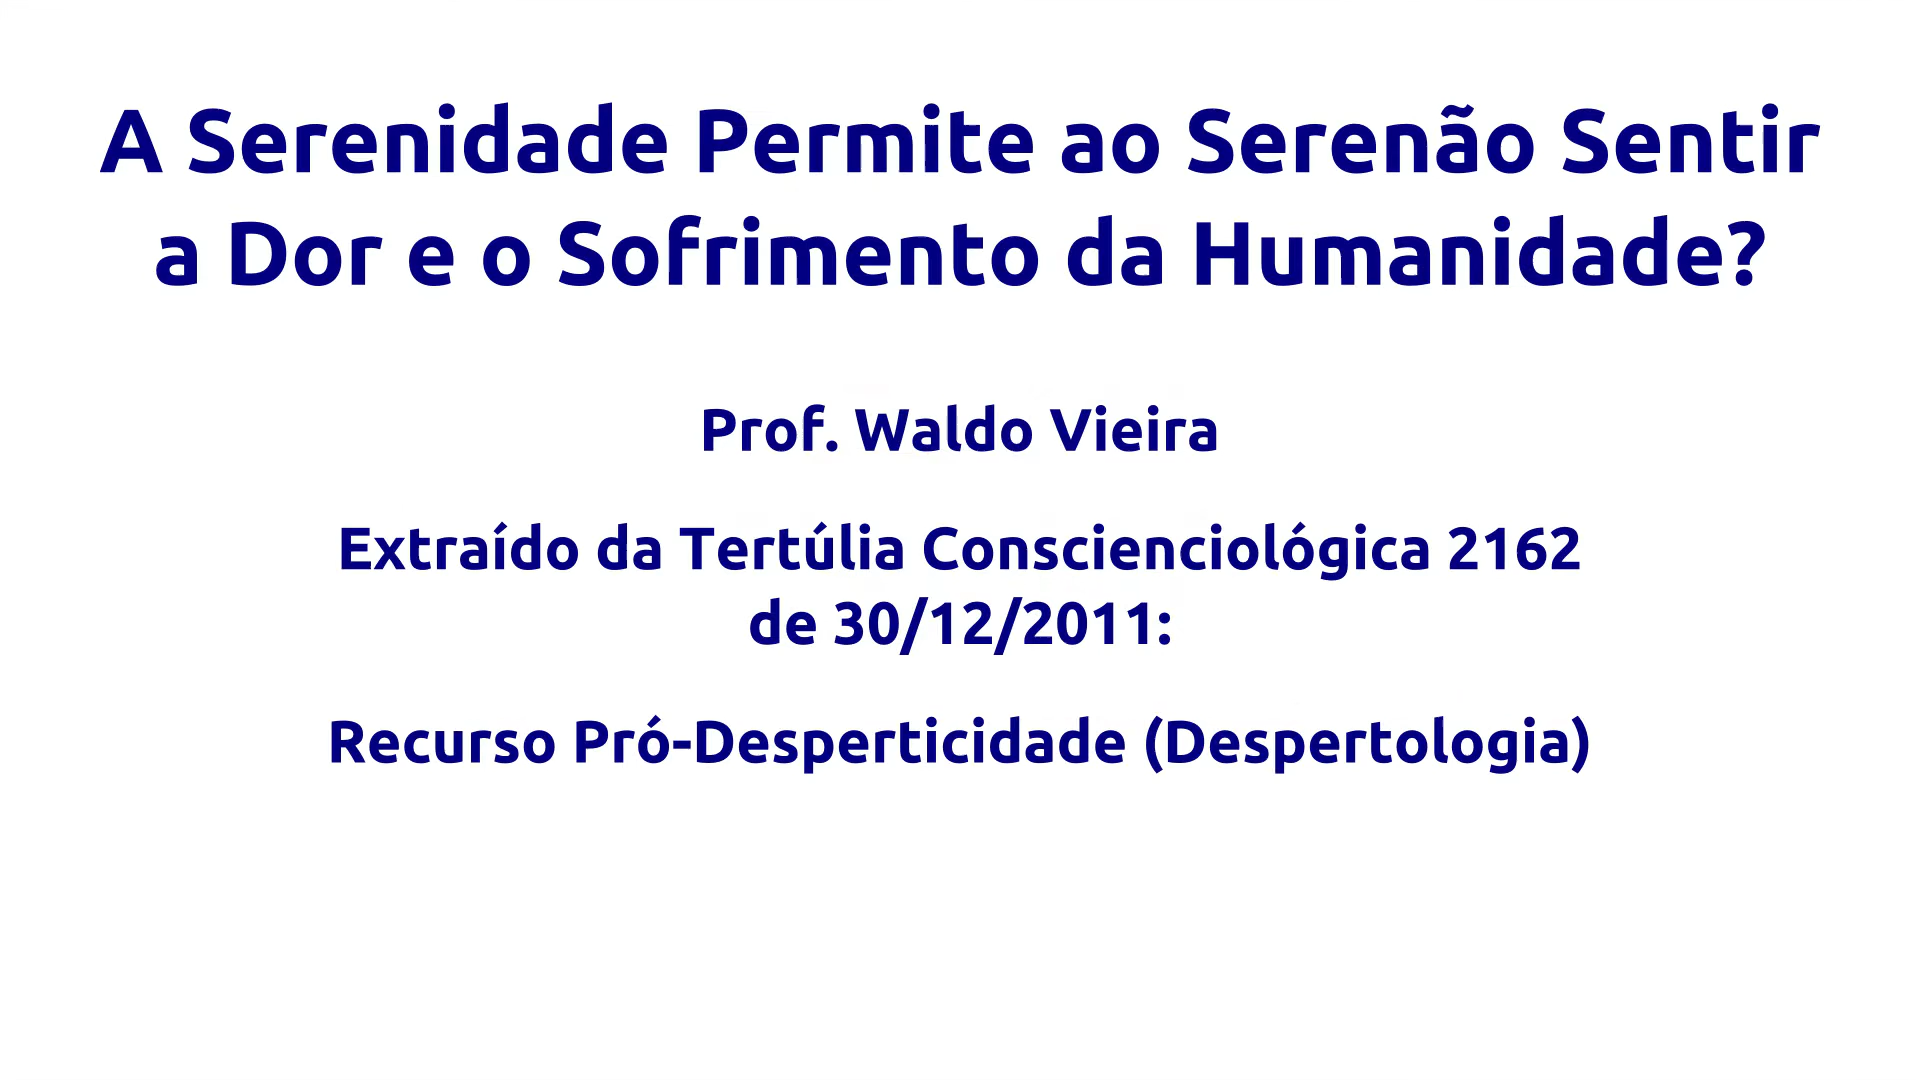 A Serenidade Permite ao Serenão Sentir
a Dor e o Sofrimento da Humanidade?
Prof. Waldo Vieira
Extraído da Tertúlia Conscienciológica 2162
de 30/12/2011:
Recurso Pró-Desperticidade (Despertologia)